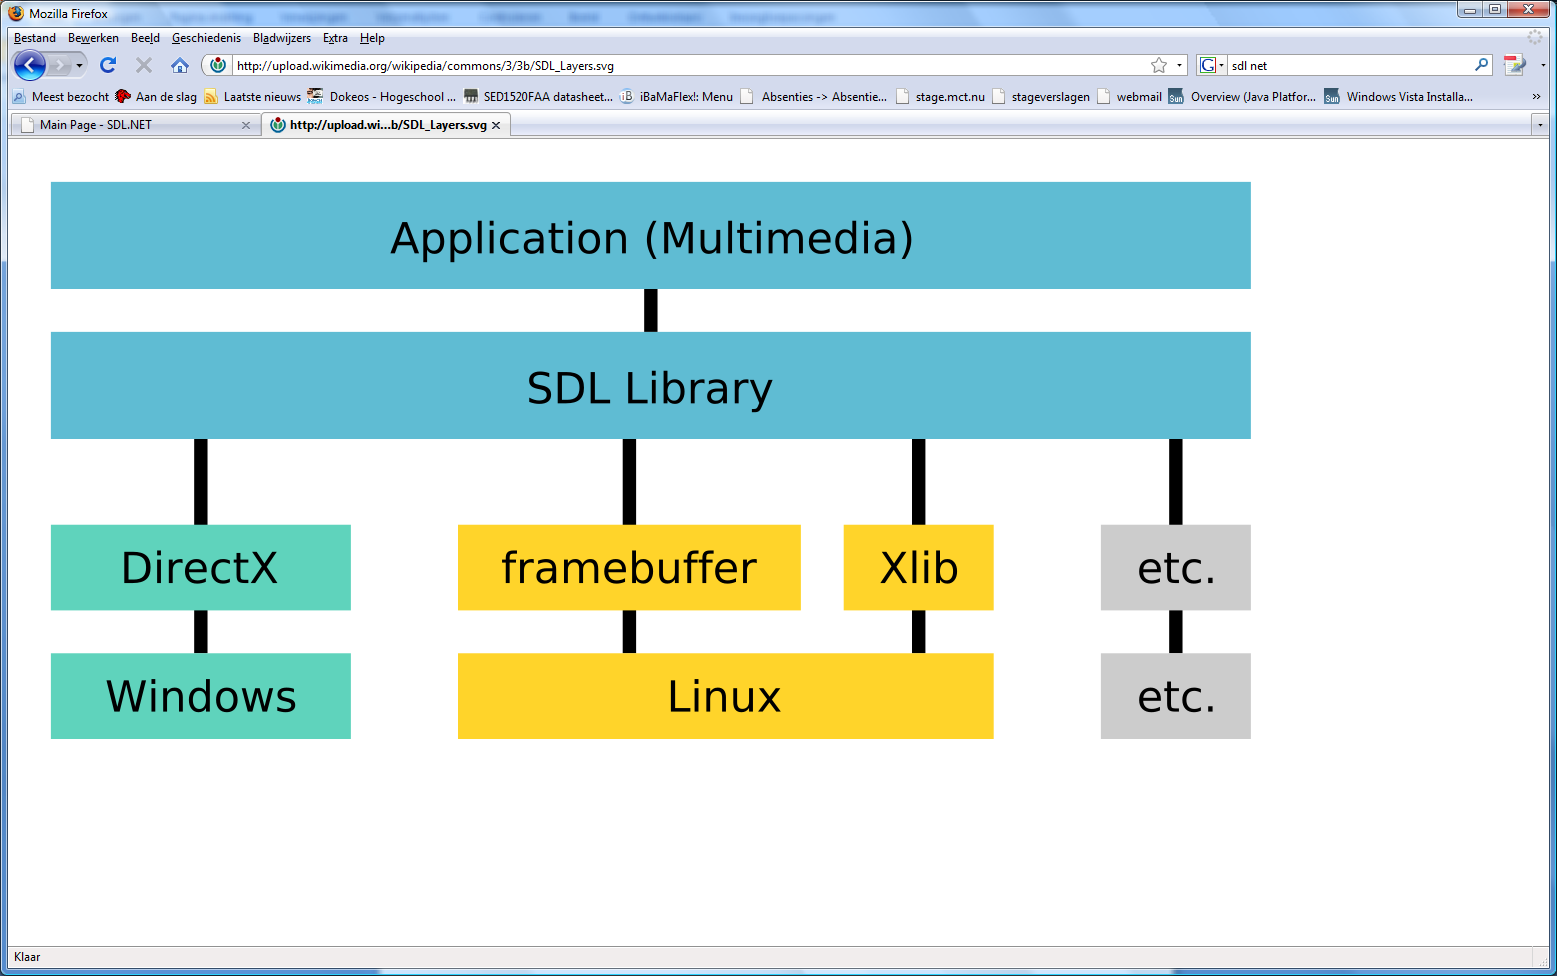 Mozilla Firefox
Bestand Bewerken Beeld Geschiedenis Bladwijzers Extra Help
http://upload.wikimedia.org/wikipedia/commons/3/3b/SDL_Layers.svg G sdl net
Meest bezocht Aan de slag Laatste nieuws Dokeos - Hogeschool ... SED1520FAA datasheet... iB iBaMaFlex!: Menu Absenties -> Absentie... stage.mct.nu stageverslagen webmail Sun Overview (Java Platfor... Sun Windows Vista Installa... »
Main Page - SDL.NET http://upload.wi...b/SDL_Layers.svg
Application (Multimedia)
SDL Library
DirectX framebuffer Xlib etc.
Windows Linux etc.
Klaar